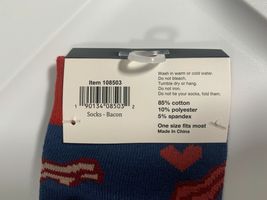 Item 108503
1 90134 08503 2
Socks - Bacon
Wash in warm or cold water.
Do not bleach.
Tumble dry or hang.
Do not iron.
Do not tie your socks, fold them.
85% cotton
10% polyester
5% spandex
One size fits most
Made In China